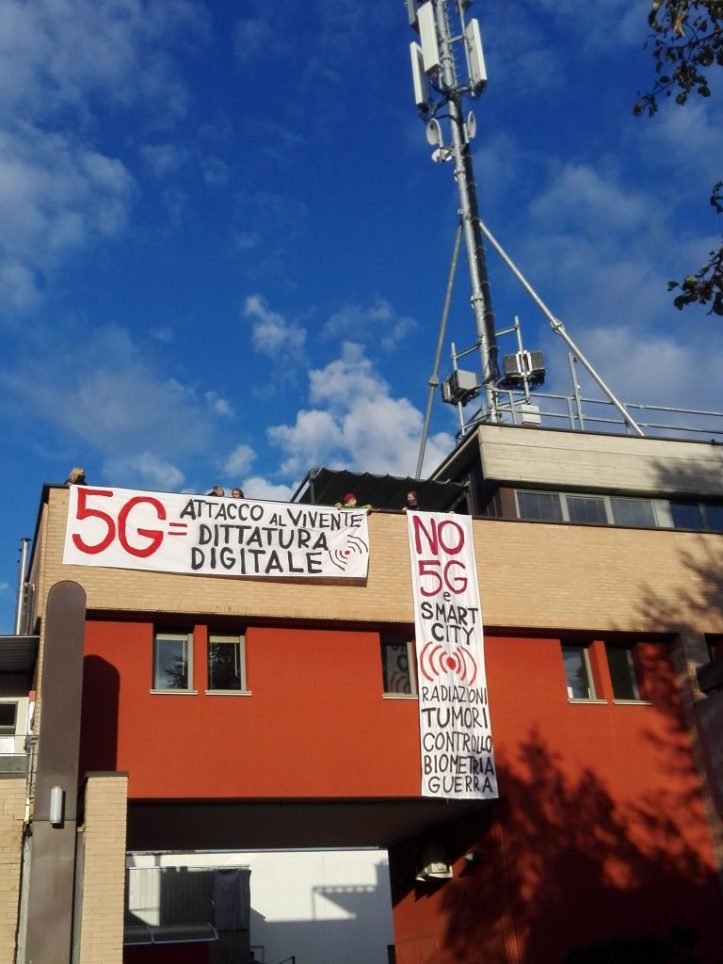 5G=
ATTACCO AL VIVENTE
DITTATURA
DIGITALE
NO
5G
e
SMART
CITY
RADIAZIONI
TUMORI
CONTROLLO
BIOMETRIA
GUERRA